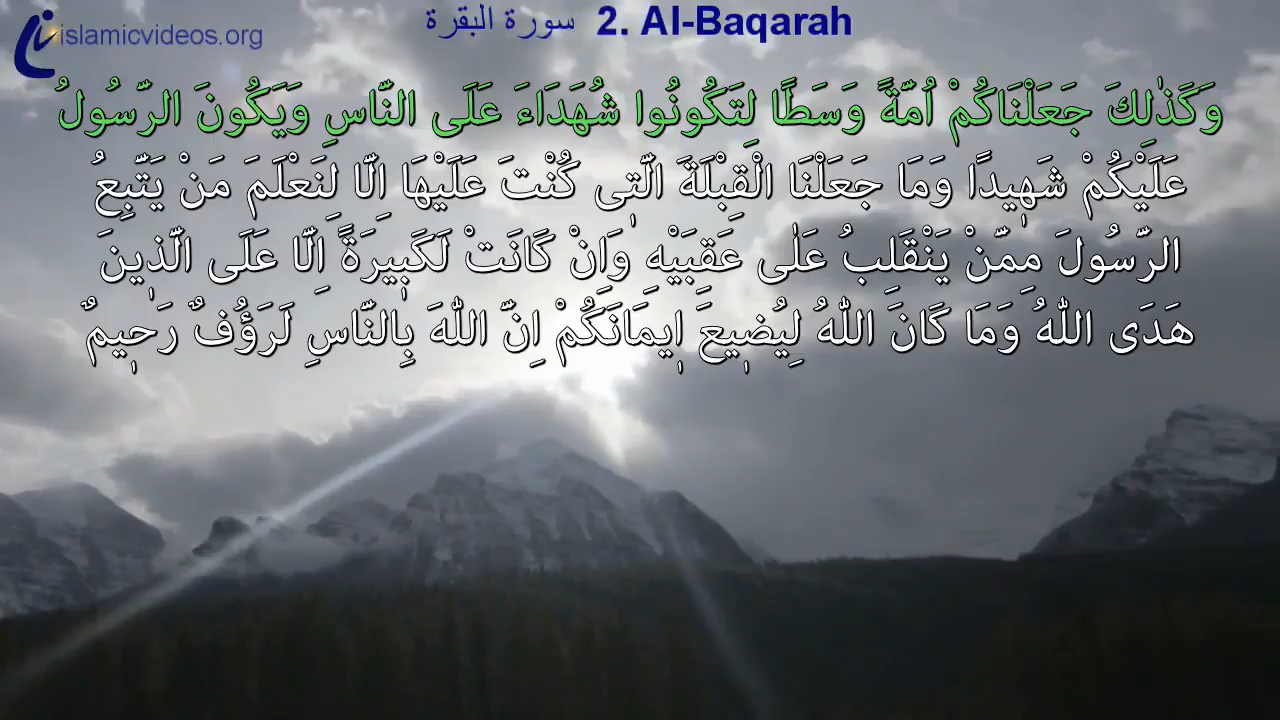 islamicvideos.org
سورة البقرة 2. Al-Baqarah
وَكَذٰلِكَ جَعَلْنَاكُمْ اُمَّةً وَسَطًا لِتَكُونُوا شُهَدَاءَ عَلَى النَّاسِ وَيَكُونَ الرَّسُولُ
عَلَيْكُمْ شَهٖيدًا وَمَا جَعَلْنَا الْقِبْلَةَ الَّتٖى كُنْتَ عَلَيْهَا اِلَّا لِنَعْلَمَ مَنْ يَتَّبِعُ
الرَّسُولَ مِمَّنْ يَنْقَلِبُ عَلٰى عَقِبَيْهِ وَاِنْ كَانَتْ لَكَبٖيرَةً اِلَّا عَلَى الَّذٖينَ
هَدَى اللّٰهُ وَمَا كَانَ اللّٰهُ لِيُضٖيعَ اٖيمَانَكُمْ اِنَّ اللّٰهَ بِالنَّاسِ لَرَؤُفٌ رَحٖيمٌ